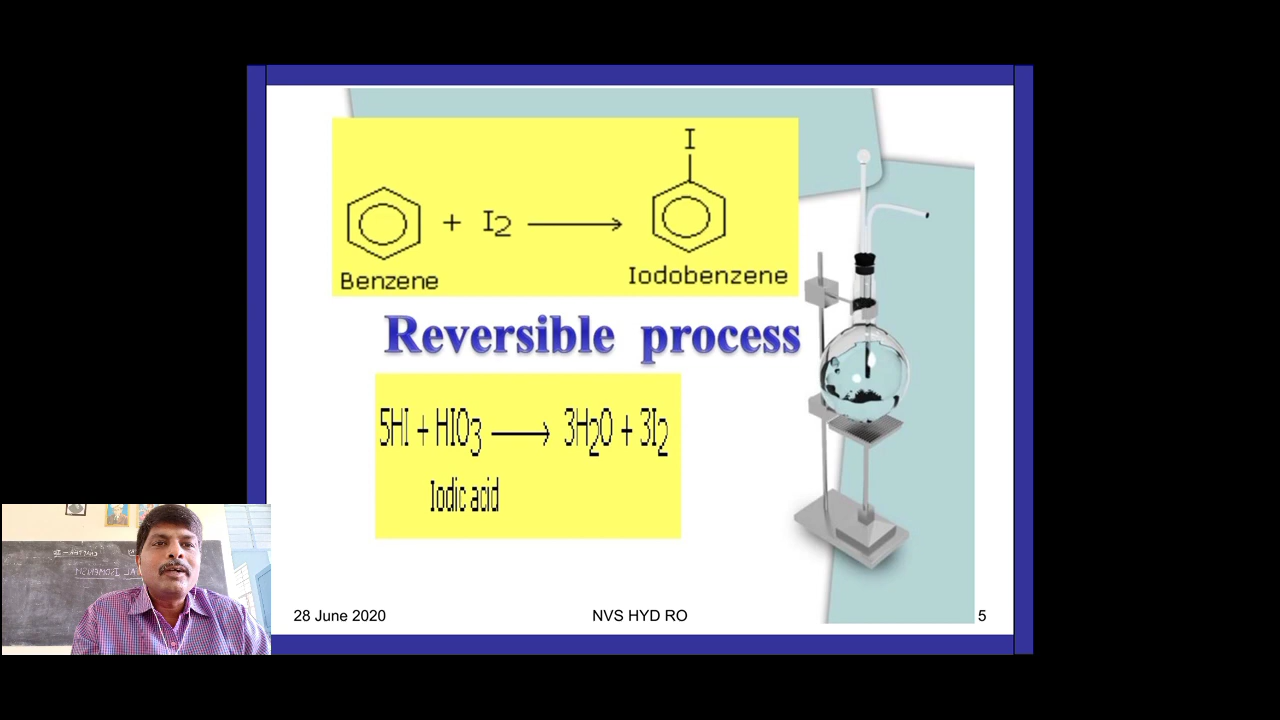 I
+ I2
Benzene
Iodobenzene
Reversible process
5HI + HIO3 ⟶ 3H2O + 3I2
Iodic acid
28 June 2020
NVS HYD RO
5